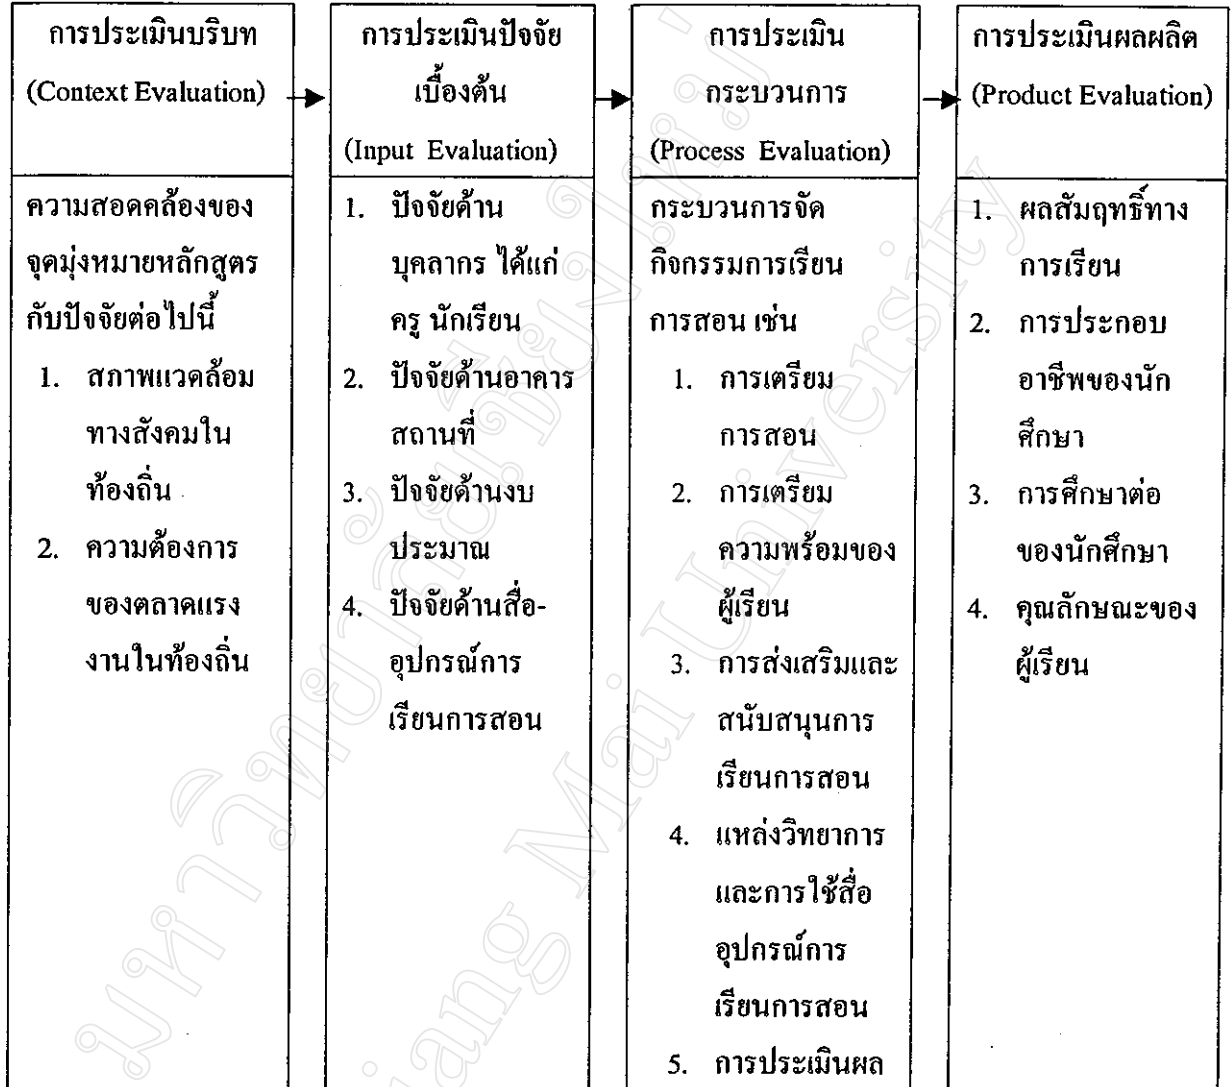 การประเมินบริบท
(Context Evaluation)
ความสอดคล้องของ
จุดมุ่งหมายหลักสูตร
กับปัจจัยต่อไปนี้
1. สภาพแวดล้อม
ทางสังคมใน
ท้องถิ่น
2. ความต้องการ
ของตลาดแรง
งานในท้องถิ่น
การประเมินปัจจัย
เบื้องต้น
(Input Evaluation)
1. ปัจจัยด้าน
บุคลากร ได้แก่
ครู นักเรียน
2. ปัจจัยด้านอาคาร
สถานที่
3. ปัจจัยด้านงบ
ประมาณ
4. ปัจจัยด้านสื่อ-
อุปกรณ์การ
เรียนการสอน
การประเมิน
กระบวนการ
(Process Evaluation)
กระบวนการจัด
กิจกรรมการเรียน
การสอน เช่น
1. การเตรียม
การสอน
2. การเตรียม
ความพร้อมของ
ผู้เรียน
3. การส่งเสริมและ
สนับสนุนการ
เรียนการสอน
4. แหล่งวิทยาการ
และการใช้สื่อ
อุปกรณ์การ
เรียนการสอน
5. การประเมินผล
การประเมินผลผลิต
(Product Evaluation)
1. ผลสัมฤทธิ์ทาง
การเรียน
2. การประกอบ
อาชีพของนัก
ศึกษา
3. การศึกษาต่อ
ของนักศึกษา
4. คุณลักษณะของ
ผู้เรียน
มหาวิทยาลัยเชียงใหม่
iang Mai University